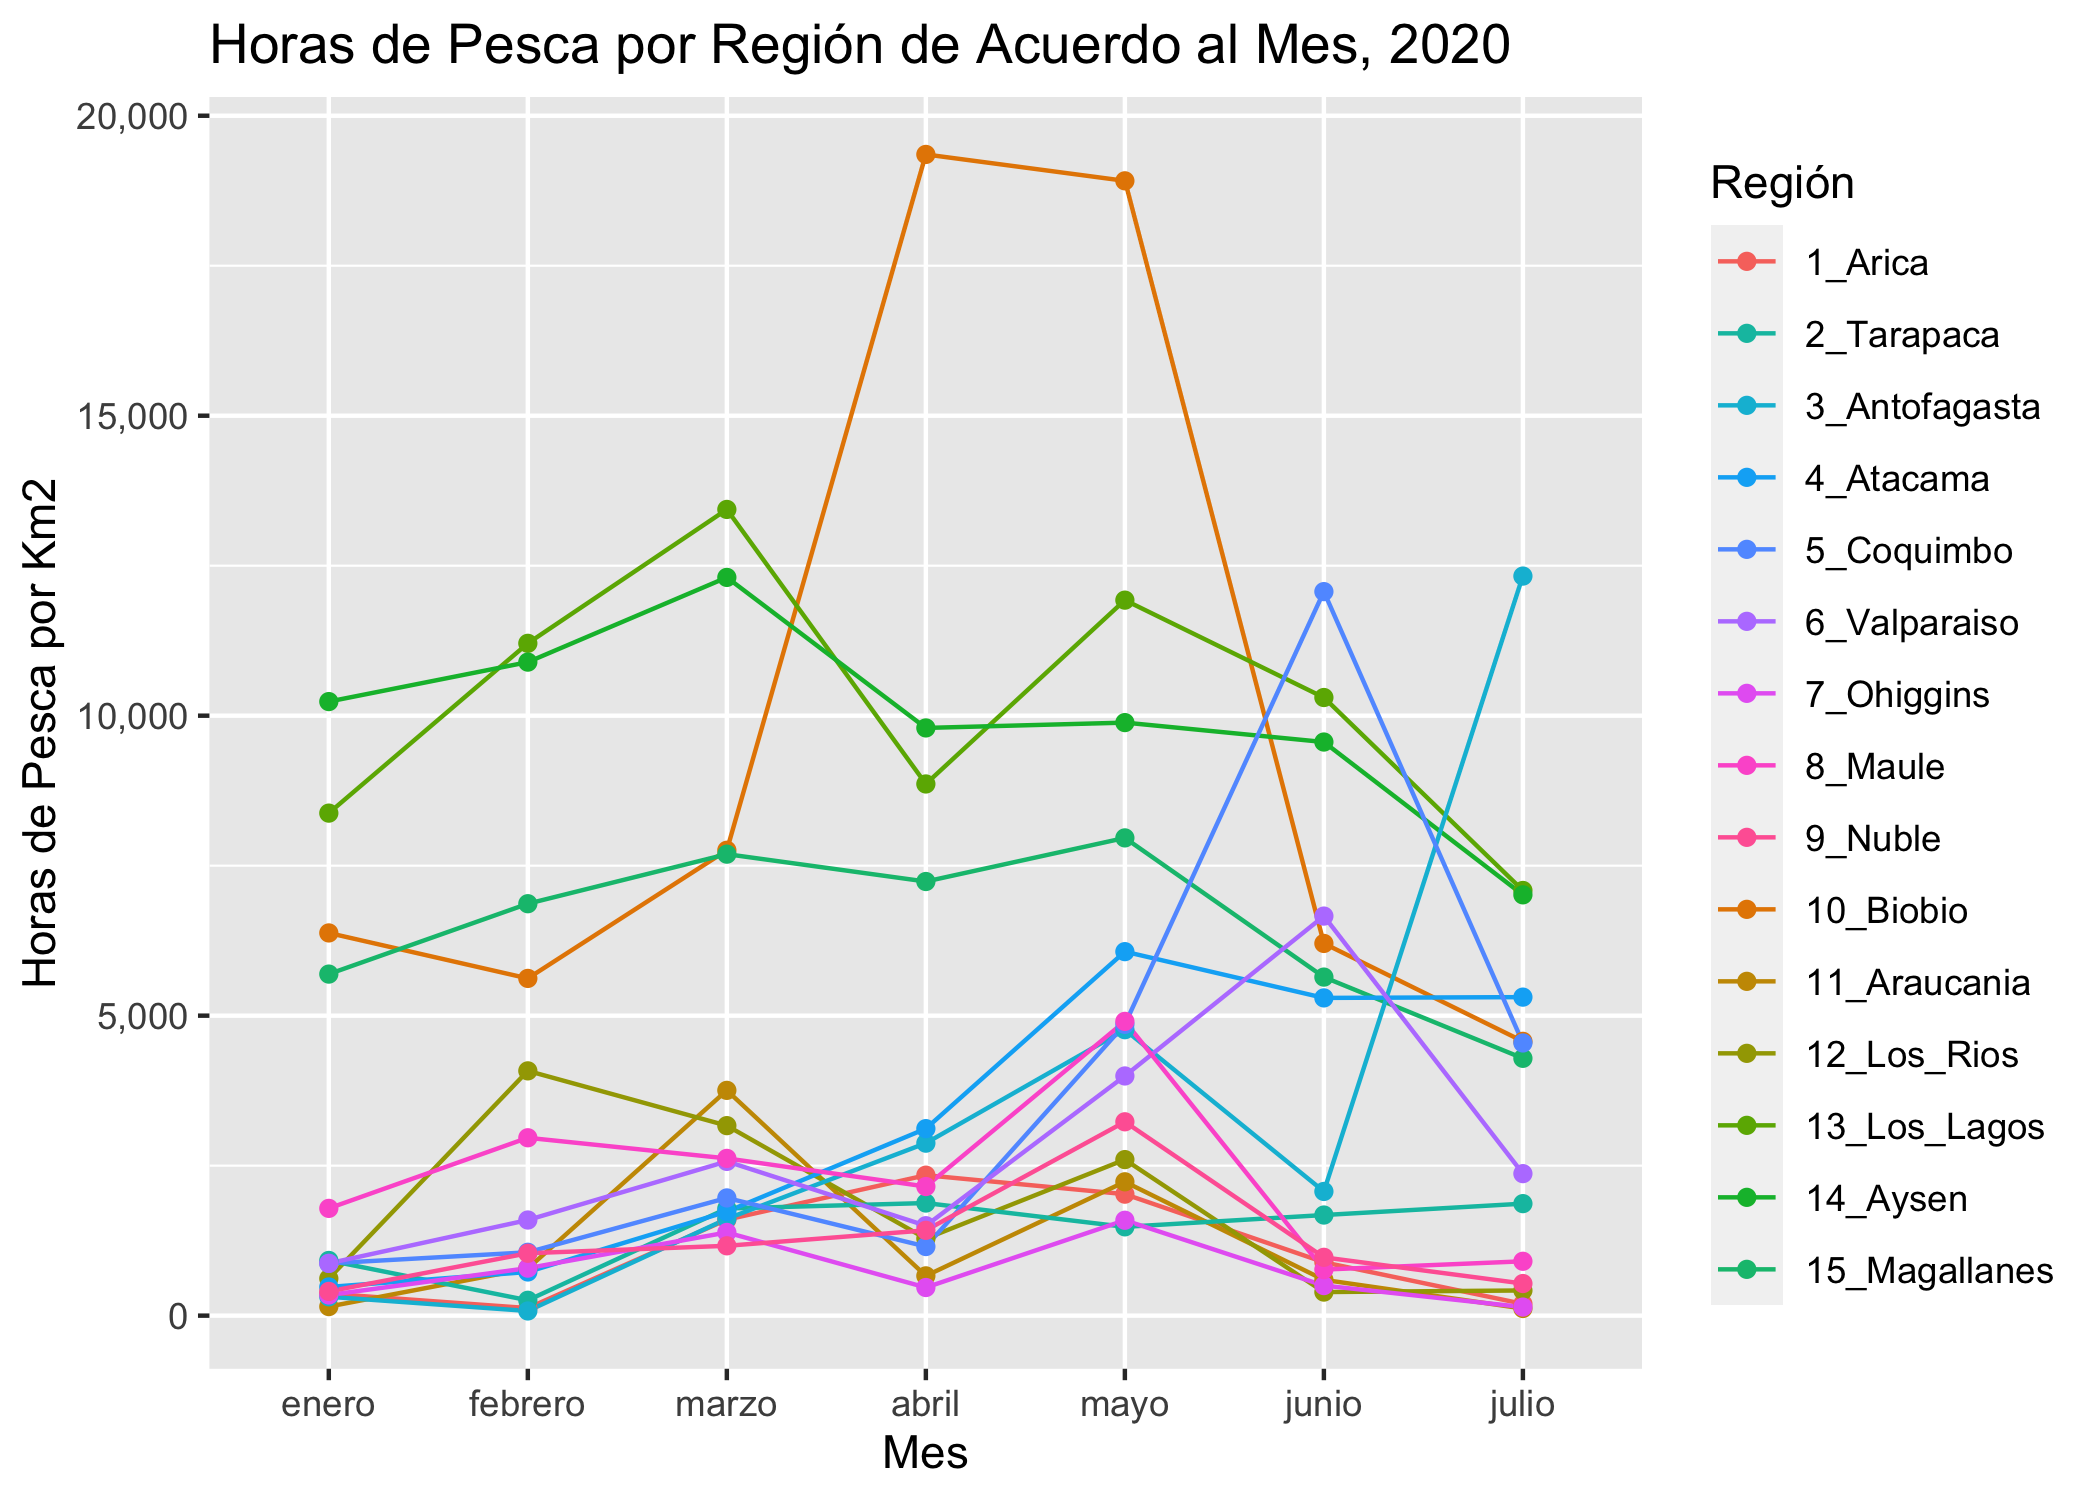 Horas de Pesca por Región de Acuerdo al Mes, 2020
20,000
15,000
10,000
5,000
0
Horas de Pesca por Km2
enero febrero marzo abril mayo junio julio
Mes
Región
1_Arica
2_Tarapaca
3_Antofagasta
4_Atacama
5_Coquimbo
6_Valparaiso
7_Ohiggins
8_Maule
9_Nuble
10_Biobio
11_Araucania
12_Los_Rios
13_Los_Lagos
14_Aysen
15_Magallanes